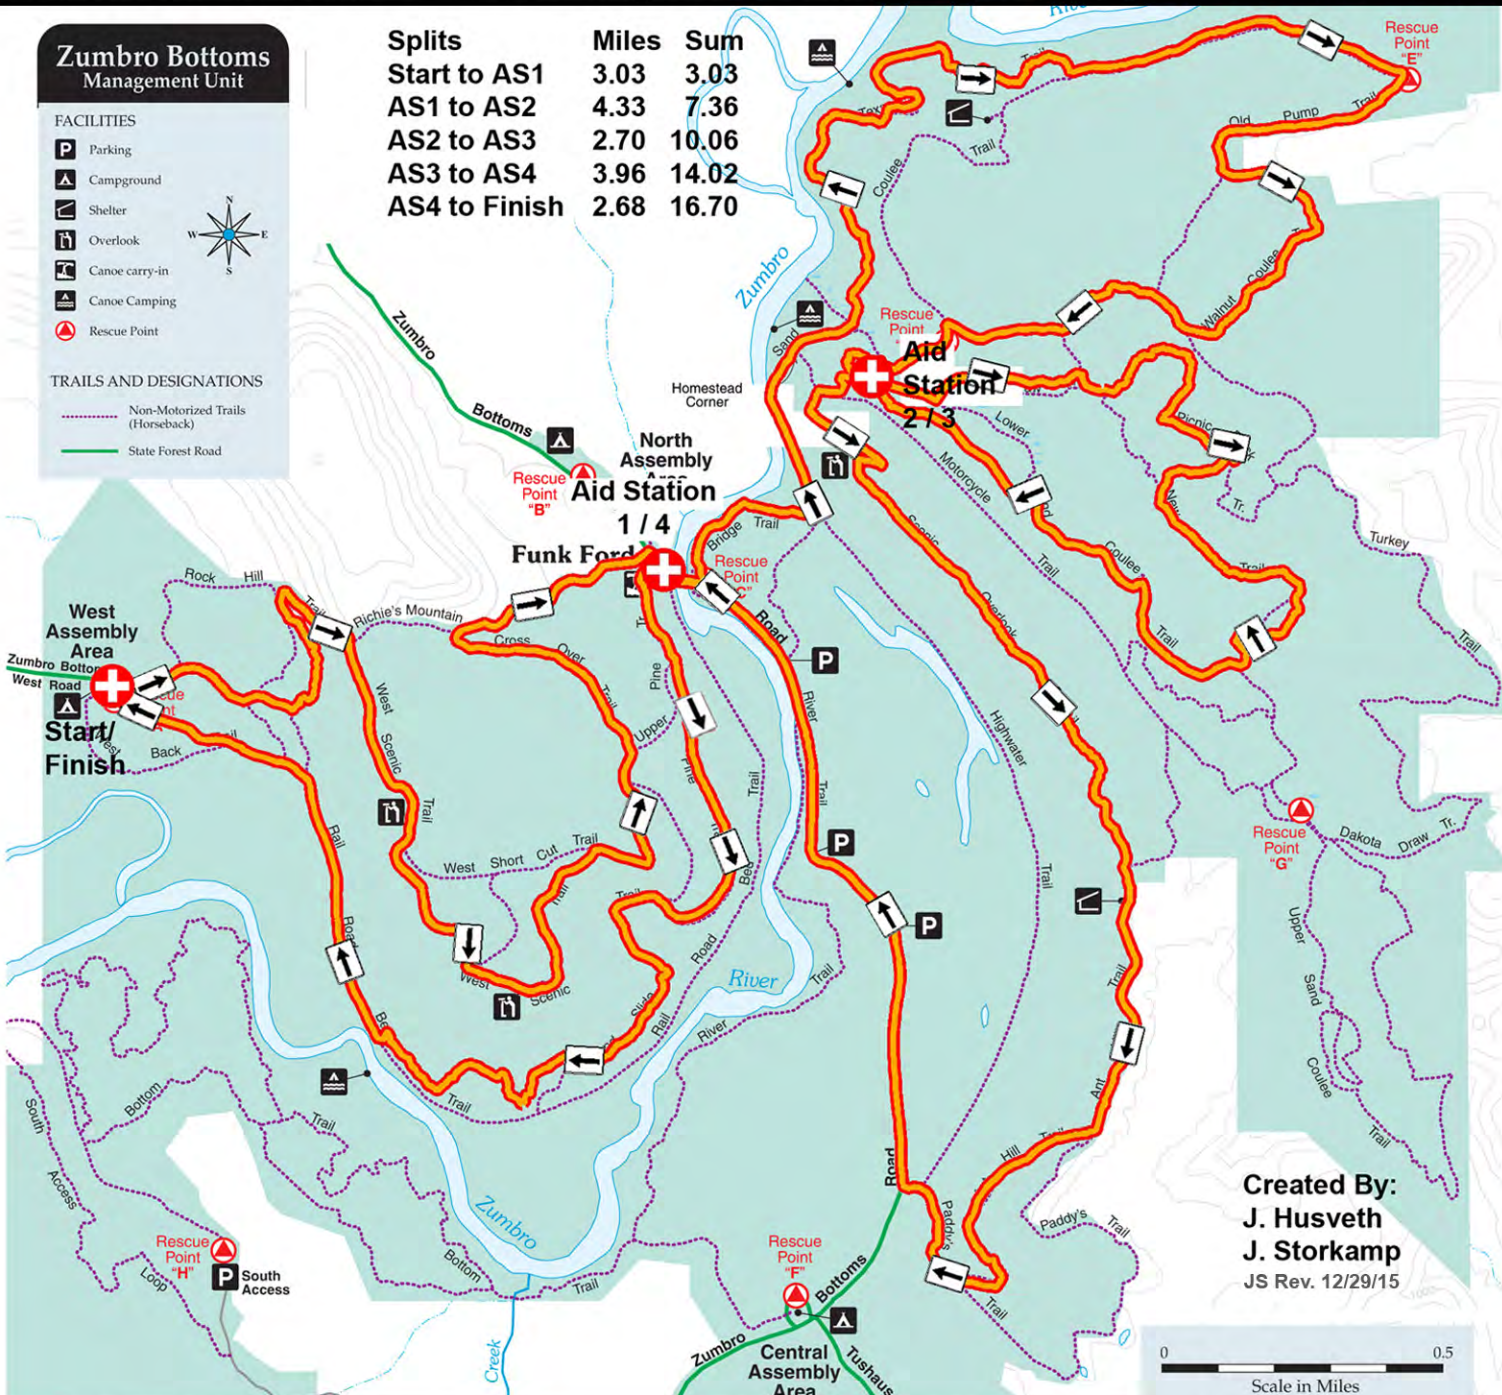 Zumbro Bottoms
Management Unit
FACILITIES
Parking
Campground
Shelter
Overlook
Canoe carry-in
Canoe Camping
Rescue Point
TRAILS AND DESIGNATIONS
Non-Motorized Trails
(Horseback)
State Forest Road
N
W
E
S
Splits Miles Sum
Start to AS1 3.03 3.03
AS1 to AS2 4.33 7.36
AS2 to AS3 2.70 10.06
AS3 to AS4 3.96 14.02
AS4 to Finish 2.68 16.70
Rescue
Point
"E"
Trail
Old Pump Trail
Trail
Coulee
Walnut Coulee
Zumbro
Sand
Rescue
Point
Aid
Station
2 / 3
Homestead
Corner
Zumbro
Bottoms
North
Assembly
Rescue
Point
"B"
Aid Station
1 / 4
Funk Ford
Bridge Trail
Rescue
Point
Road
Lower
Motorcycle
Trail
Picnic
Tr.
Turkey
Trail
Coulee
Trail
Scenic
Overlook
Highwater
Trail
Rock Hill
Trail
Richie's Mountain
Cross Over
Trail
West
Assembly
Area
West Road
Start/
Finish
Back
West
Scenic
Trail
Upper
Pine
Trail
River
Trail
West Short Cut Trail
Rail
Road
West
Scenic
Road
Rail
Trail
River
River
Trail
Trail
Rescue
Point
"G"
Dakota
Draw Tr.
Upper
Sand
Coulee
Trail
Trail
Ant
Hill
Paddy's
Trail
Paddy's
Trail
Road
South
Access
Bottom
Trail
Zumbro
Bottom
Trail
Rescue
Point
"H"
South
Access
Loop
Creek
Rescue
Point
"F"
Bottoms
Zumbro
Central
Assembly
Area
Tushaus
Created By:
J. Husveth
J. Storkamp
JS Rev. 12/29/15
0 0.5
Scale in Miles